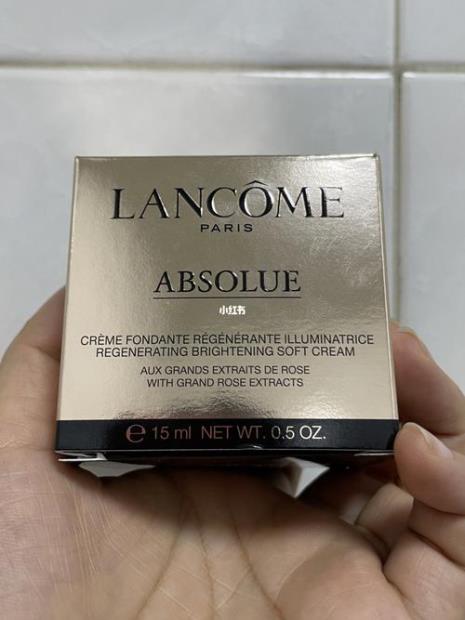 LANCÔME
PARIS
ABSOLUE
小红书
CRÈME FONDANTE RÉGÉNÉRANTE ILLUMINATRICE
REGENERATING BRIGHTENING SOFT CREAM
AUX GRANDS EXTRAITS DE ROSE
WITH GRAND ROSE EXTRACTS
℮ 15 ml NET WT. 0.5 OZ.